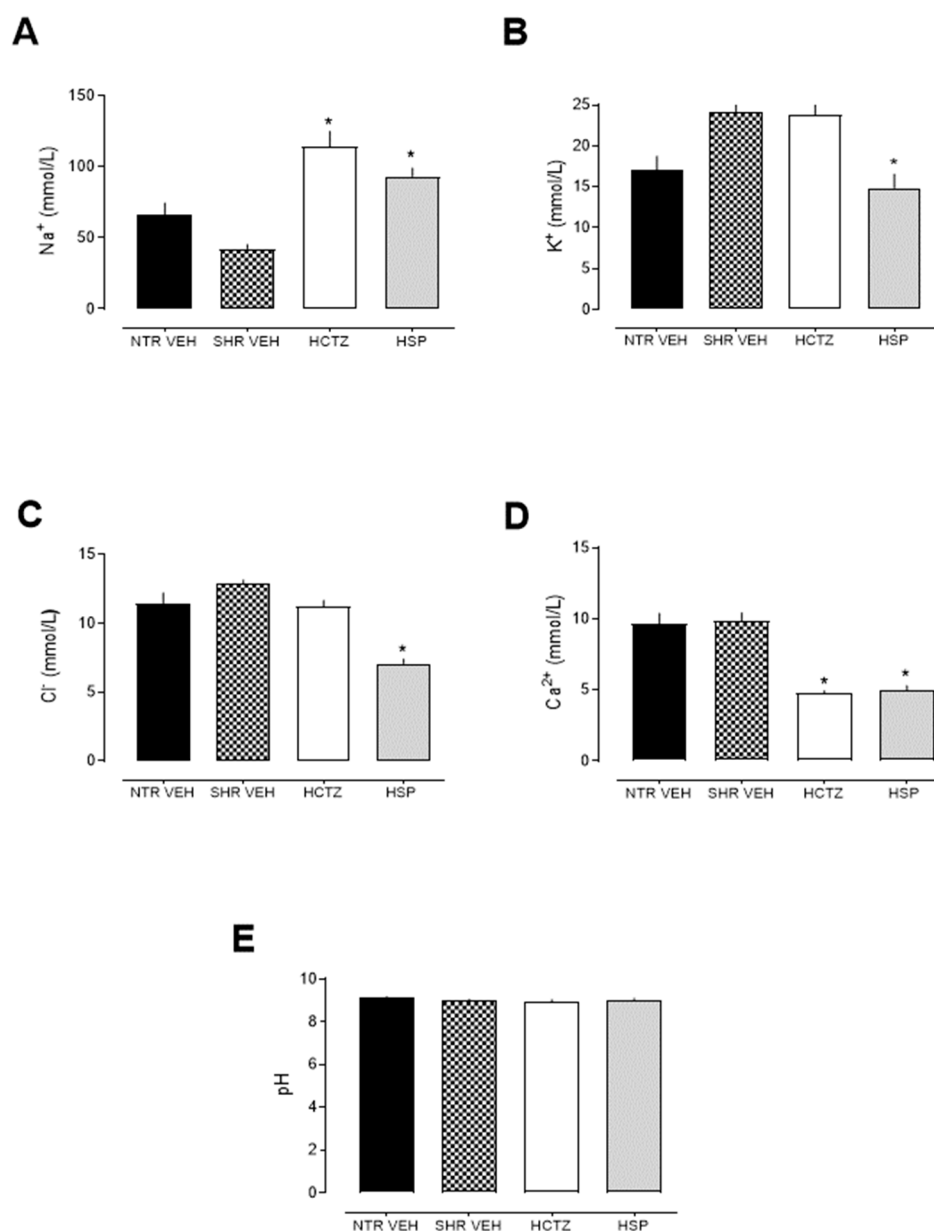 A
B
150
100
50
0
Na⁺ (mmol/L)
*
*
NTR VEH SHR VEH HCTZ HSP
25
20
15
10
5
0
K⁺ (mmol/L)
*
NTR VEH SHR VEH HCTZ HSP
C
D
15
10
5
0
Cl⁻ (mmol/L)
*
NTR VEH SHR VEH HCTZ HSP
15
10
5
0
Ca²⁺ (mmol/L)
*
*
NTR VEH SHR VEH HCTZ HSP
E
10
8
6
4
2
0
pH
NTR VEH SHR VEH HCTZ HSP